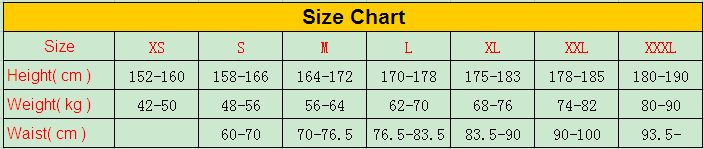 Size Chart
Size XS S M L XL XXL XXXL
Height( cm ) 152-160 158-166 164-172 170-178 175-183 178-185 180-190
Weight( kg ) 42-50 48-56 56-64 62-70 68-76 74-82 80-90
Waist( cm ) 60-70 70-76.5 76.5-83.5 83.5-90 90-100 93.5-